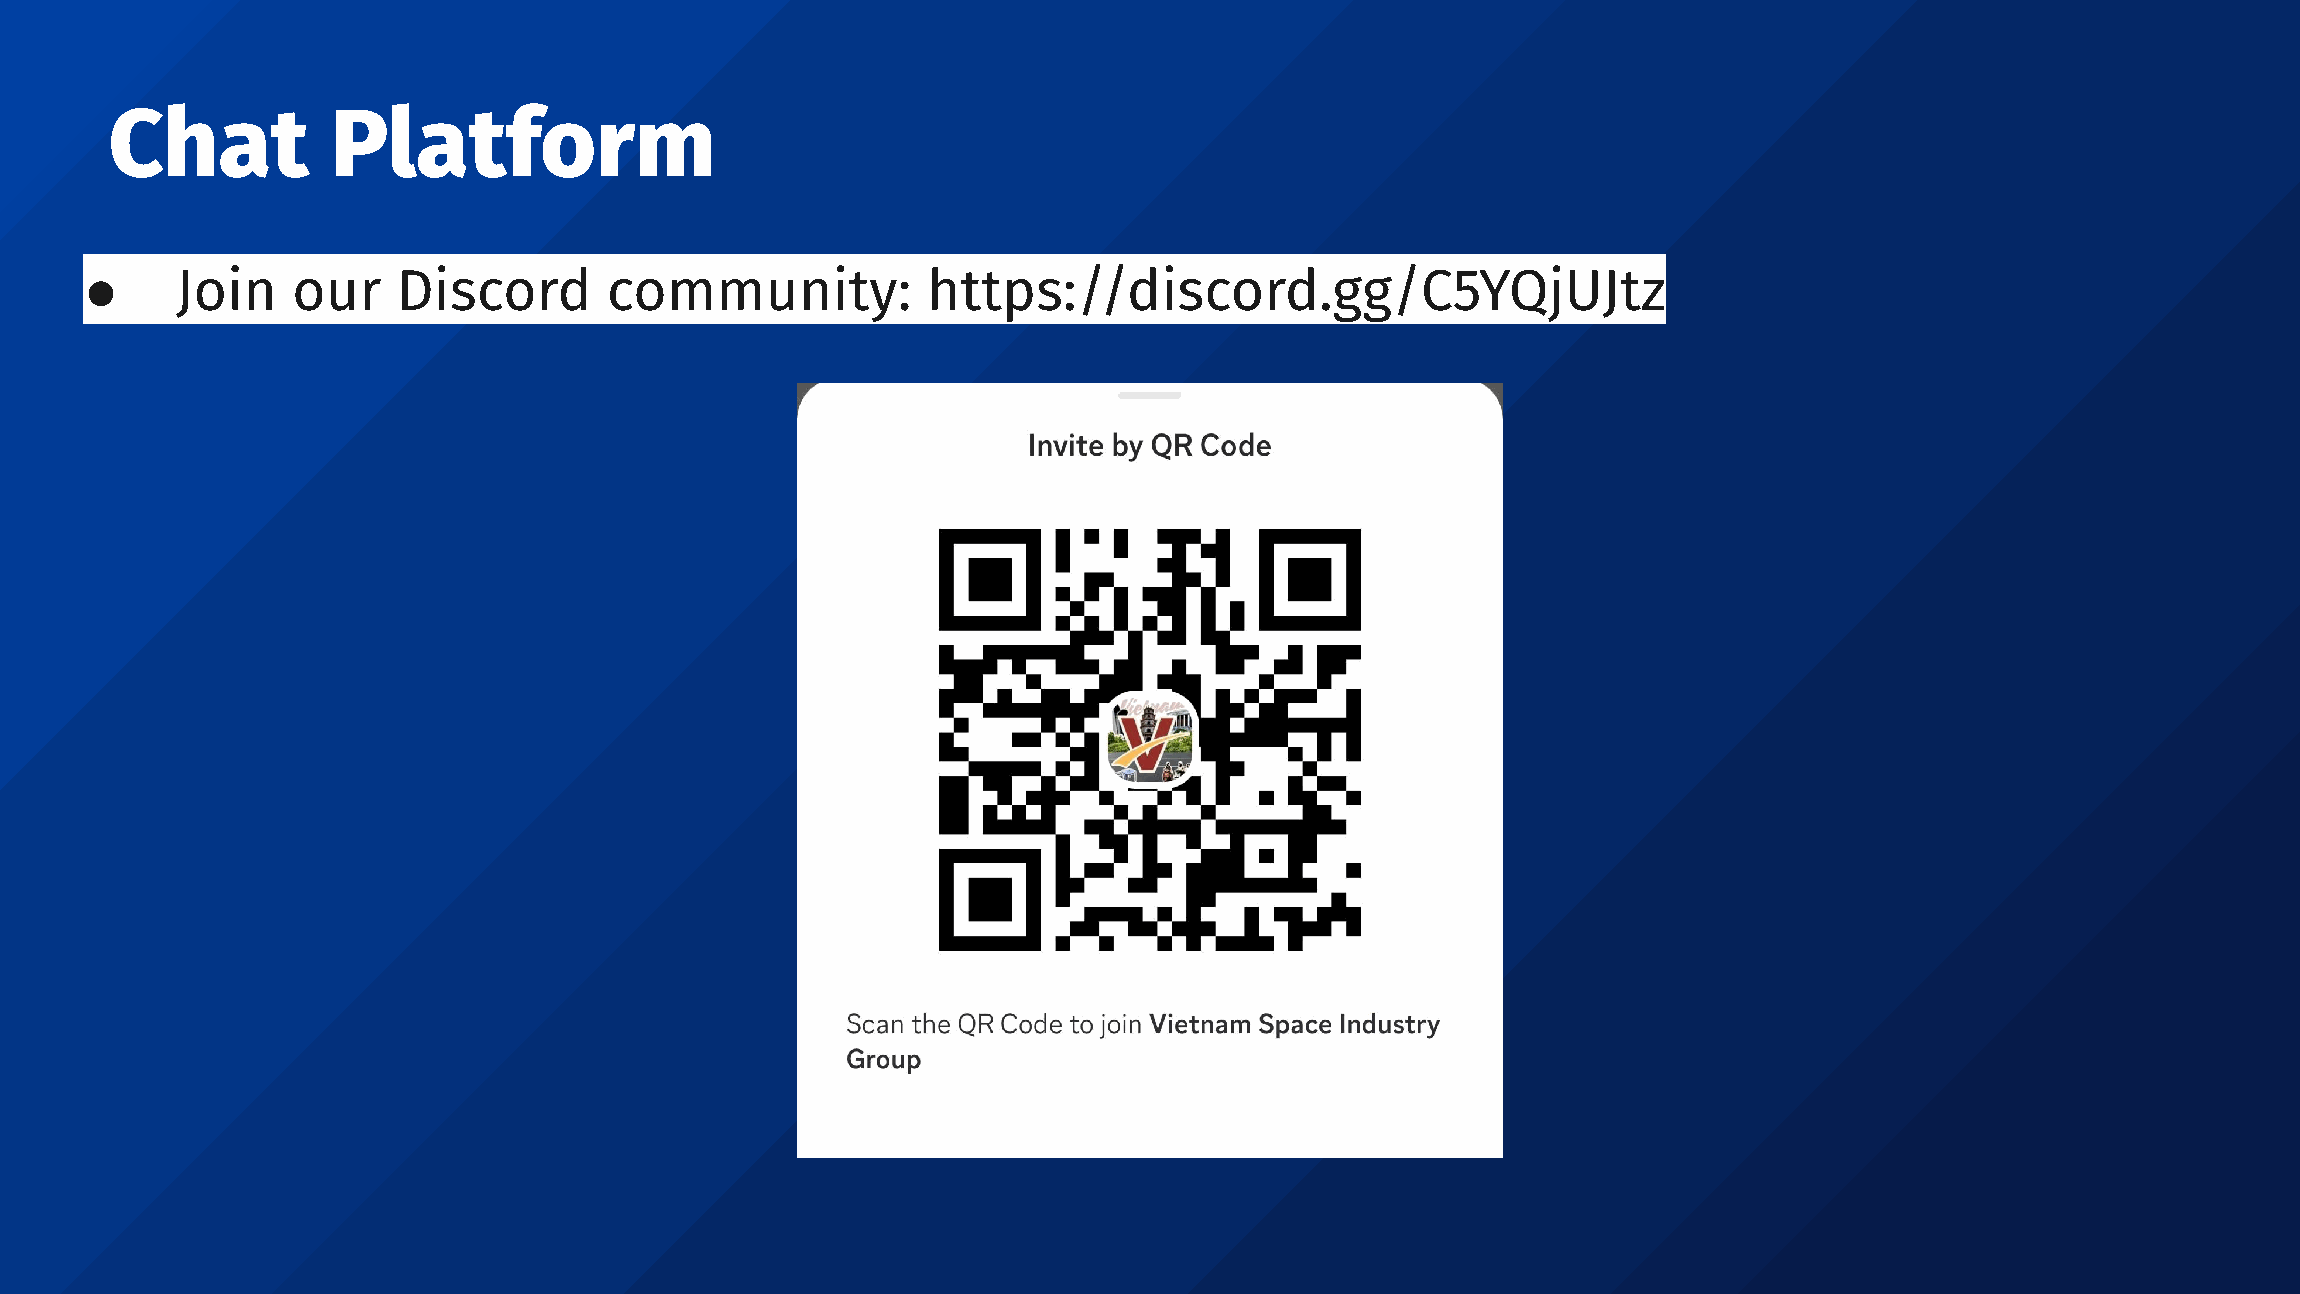 Chat Platform
● Join our Discord community: https://discord.gg/C5YQjUJtz
Invite by QR Code
Vietnam
V
Scan the QR Code to join Vietnam Space Industry
Group